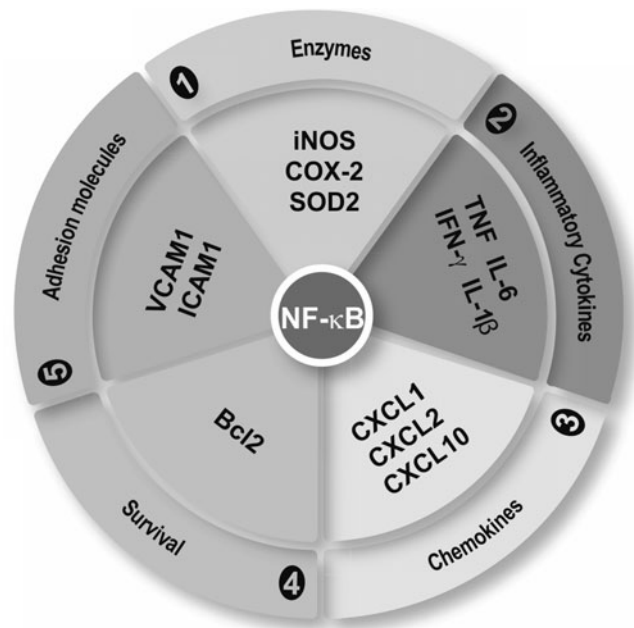 1
Enzymes
iNOS
COX-2
SOD2
2
Inflammatory Cytokines
TNF IL-6
IFN-γ IL-1β
3
Chemokines
CXCL1
CXCL2
CXCL10
4
Survival
Bcl2
5
Adhesion molecules
VCAM1
ICAM1
NF-κB